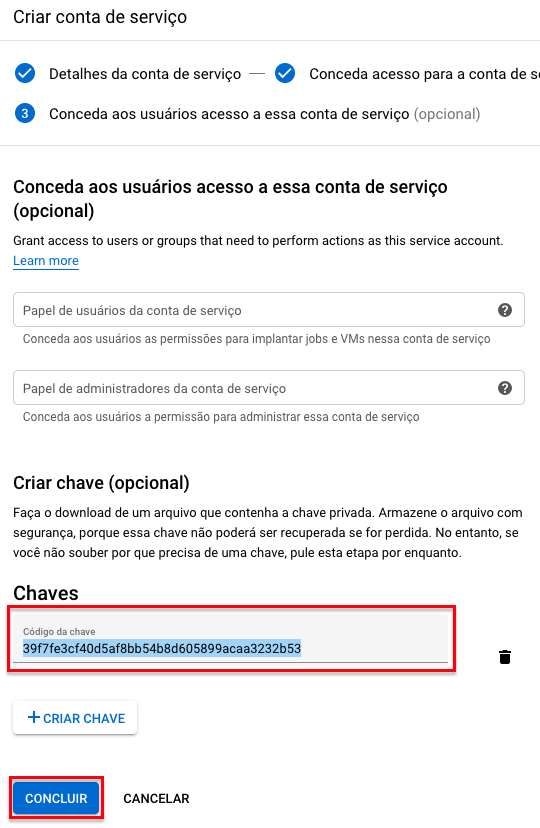 Criar conta de serviço
Detalhes da conta de serviço — Conceda acesso para a conta de s
3 Conceda aos usuários acesso a essa conta de serviço (opcional)
Conceda aos usuários acesso a essa conta de serviço
(opcional)
Grant access to users or groups that need to perform actions as this service account.
Learn more
Papel de usuários da conta de serviço ?
Conceda aos usuários as permissões para implantar jobs e VMs nessa conta de serviço
Papel de administradores da conta de serviço ?
Conceda aos usuários a permissão para administrar essa conta de serviço
Criar chave (opcional)
Faça o download de um arquivo que contenha a chave privada. Armazene o arquivo com
segurança, porque essa chave não poderá ser recuperada se for perdida. No entanto, se
você não souber por que precisa de uma chave, pule esta etapa por enquanto.
Chaves
Código da chave
39f7fe3cf40d5af8bb54b8d605899acaa3232b53
+ CRIAR CHAVE
CONCLUIR CANCELAR